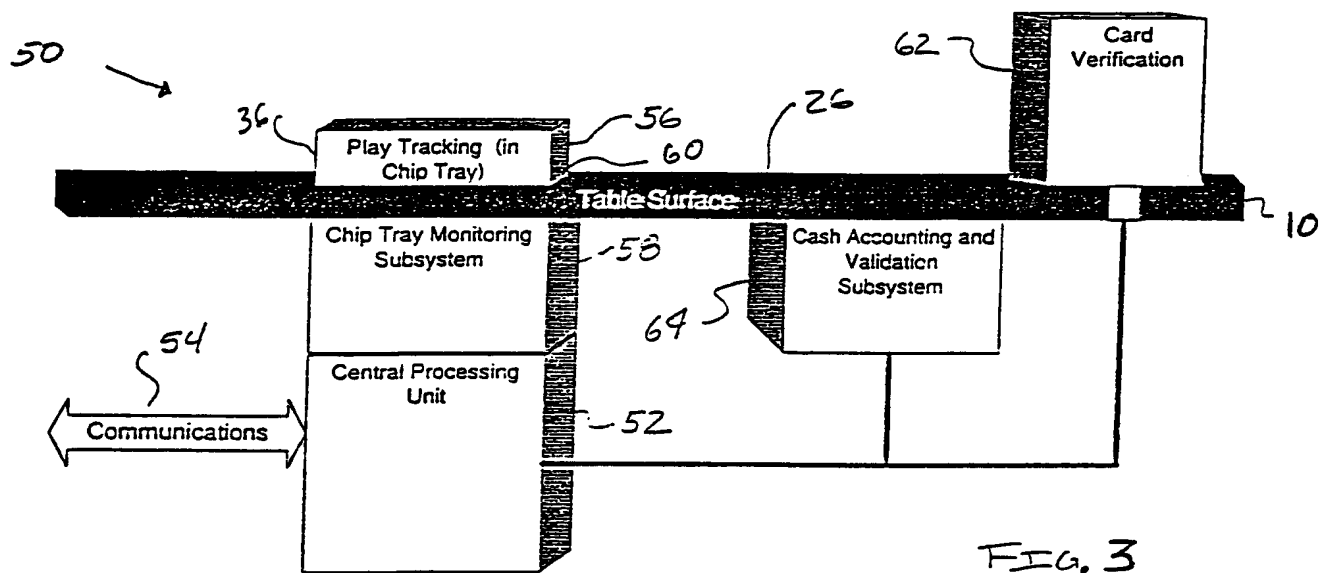 50
62
Card
Verification
36
Play Tracking (in
Chip Tray)
56
60
26
Table Surface
10
Chip Tray Monitoring
Subsystem
58
Cash Accounting and
Validation
Subsystem
64
54
Central Processing
Unit
52
Communications
FIG. 3